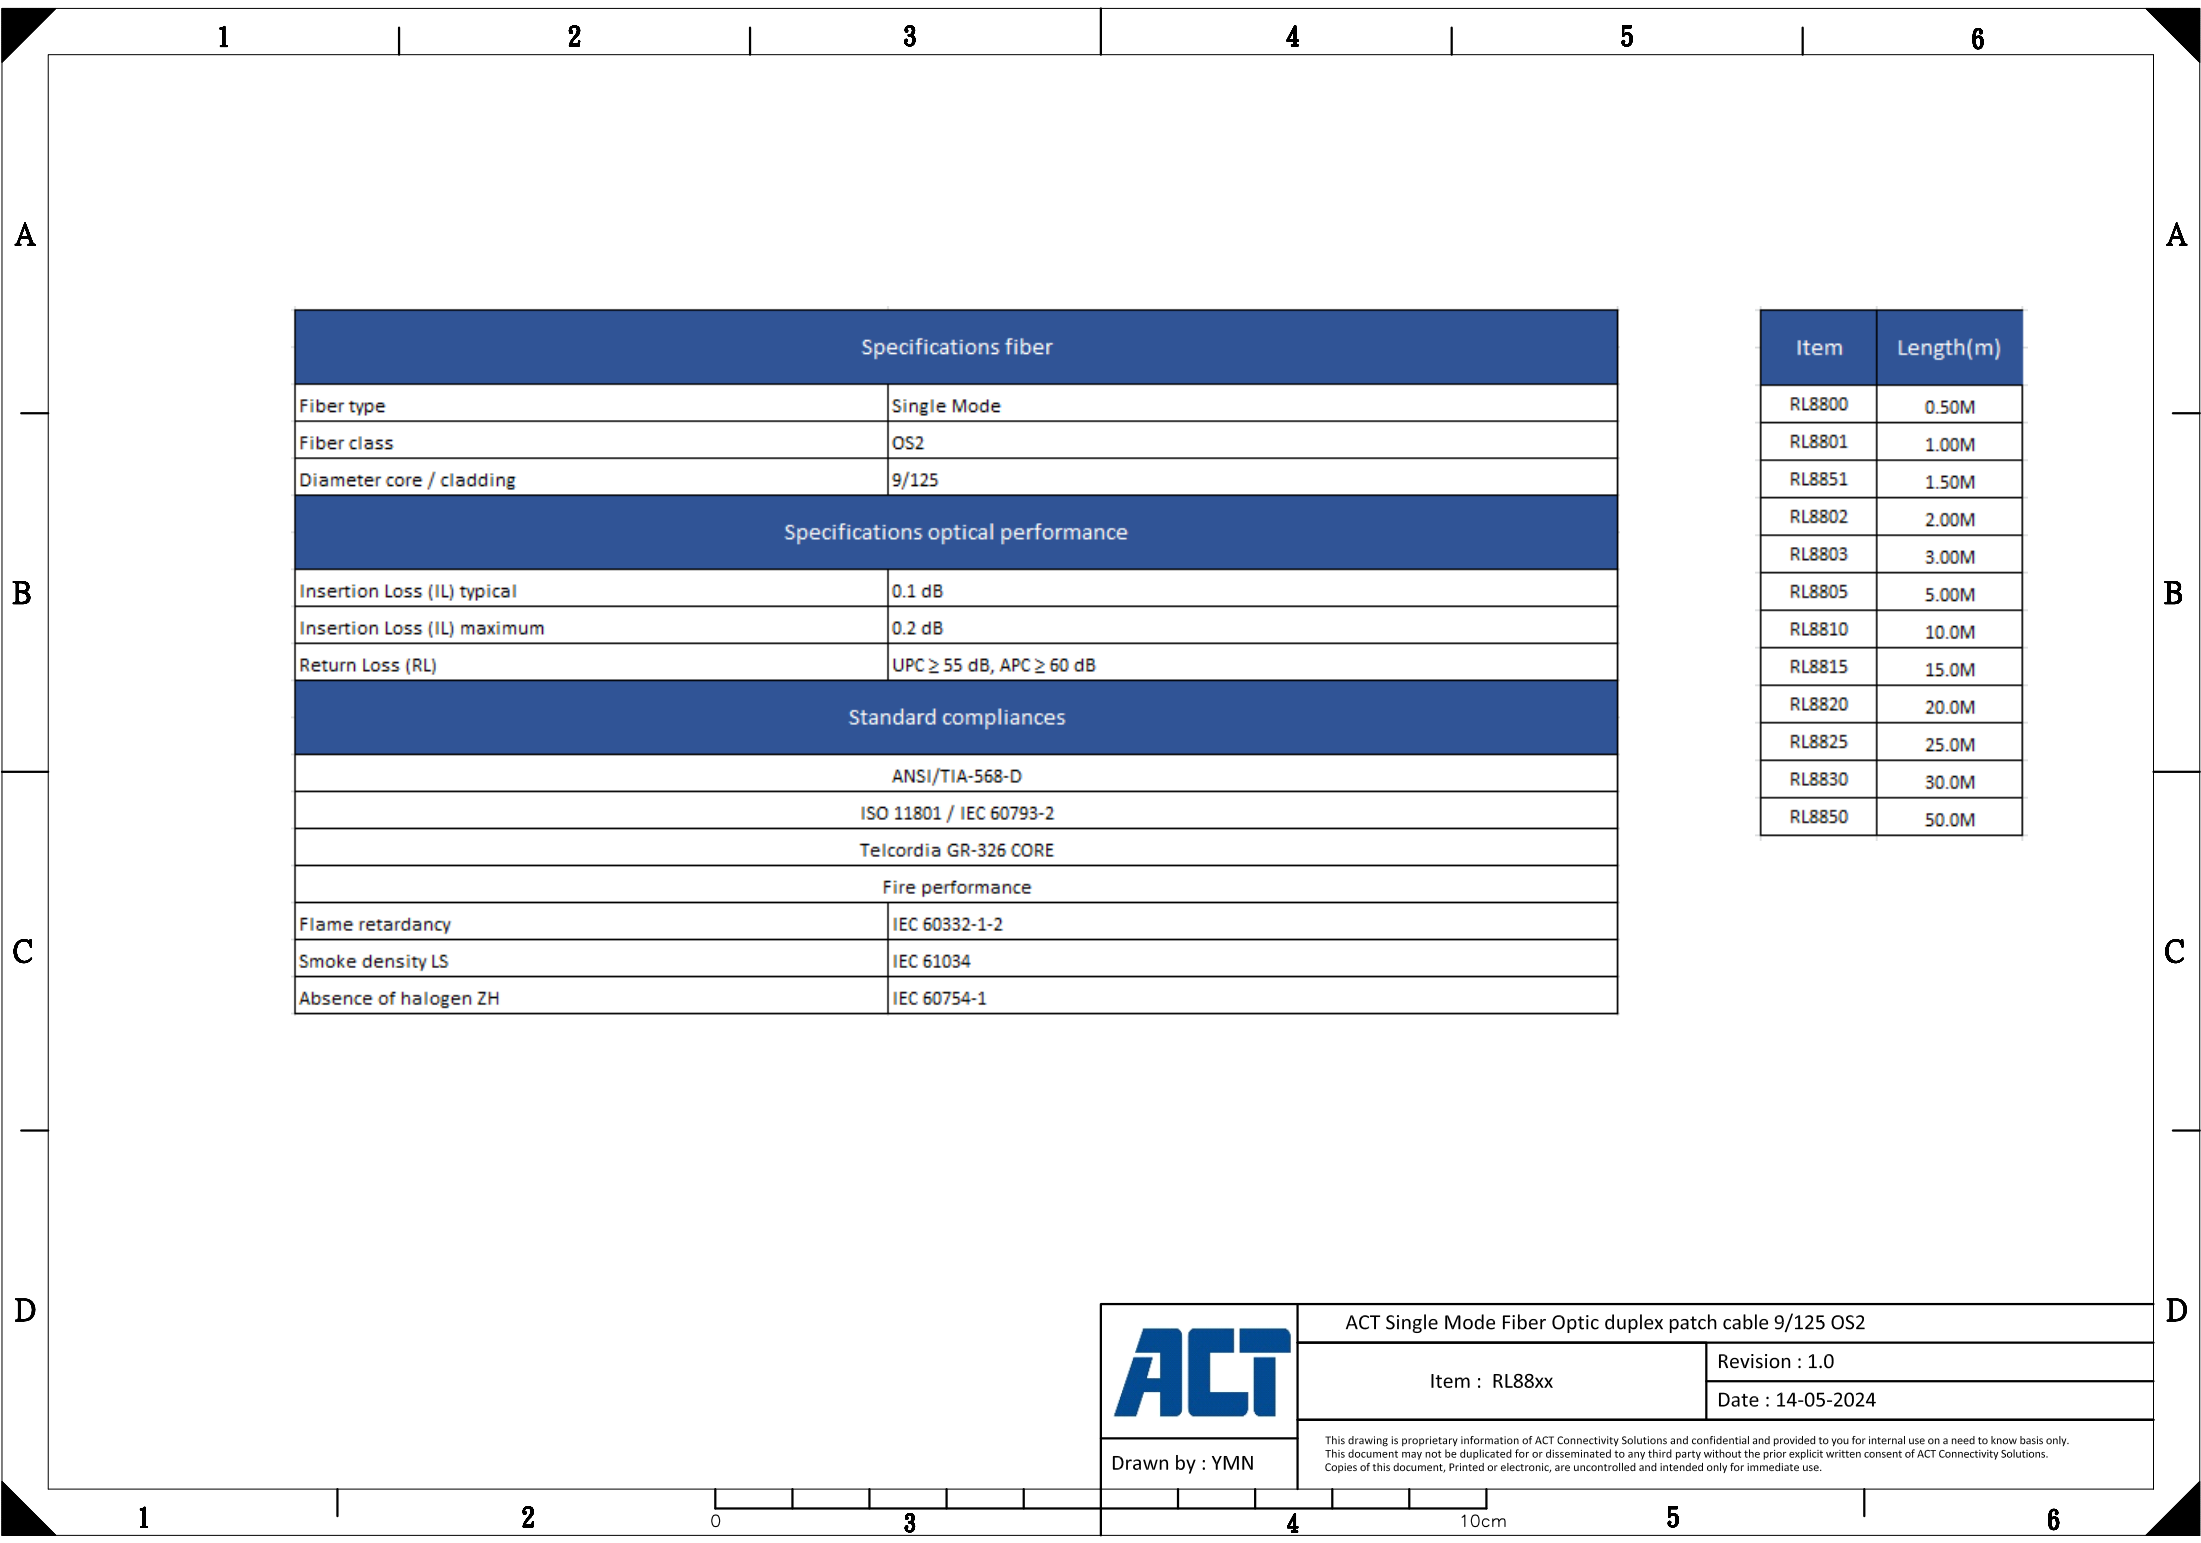 1 2 3 4 5 6
A A
Specifications fiber
Fiber type Single Mode
Fiber class OS2
Diameter core / cladding 9/125
Specifications optical performance
Insertion Loss (IL) typical 0.1 dB
Insertion Loss (IL) maximum 0.2 dB
Return Loss (RL) UPC ≥ 55 dB, APC ≥ 60 dB
Standard compliances
ANSI/TIA-568-D
ISO 11801 / IEC 60793-2
Telcordia GR-326 CORE
Fire performance
Flame retardancy IEC 60332-1-2
Smoke density LS IEC 61034
Absence of halogen ZH IEC 60754-1
Item Length(m)
RL8800 0.50M
RL8801 1.00M
RL8851 1.50M
RL8802 2.00M
RL8803 3.00M
RL8805 5.00M
RL8810 10.0M
RL8815 15.0M
RL8820 20.0M
RL8825 25.0M
RL8830 30.0M
RL8850 50.0M
B B
C C
D D
ACT
Drawn by : YMN
ACT Single Mode Fiber Optic duplex patch cable 9/125 OS2
Item : RL88xx
Revision : 1.0
Date : 14-05-2024
This drawing is proprietary information of ACT Connectivity Solutions and confidential and provided to you for internal use on a need to know basis only.
This document may not be duplicated for or disseminated to any third party without the prior explicit written consent of ACT Connectivity Solutions.
Copies of this document, Printed or electronic, are uncontrolled and intended only for immediate use.
1 2 3 4 5 6
0 10cm